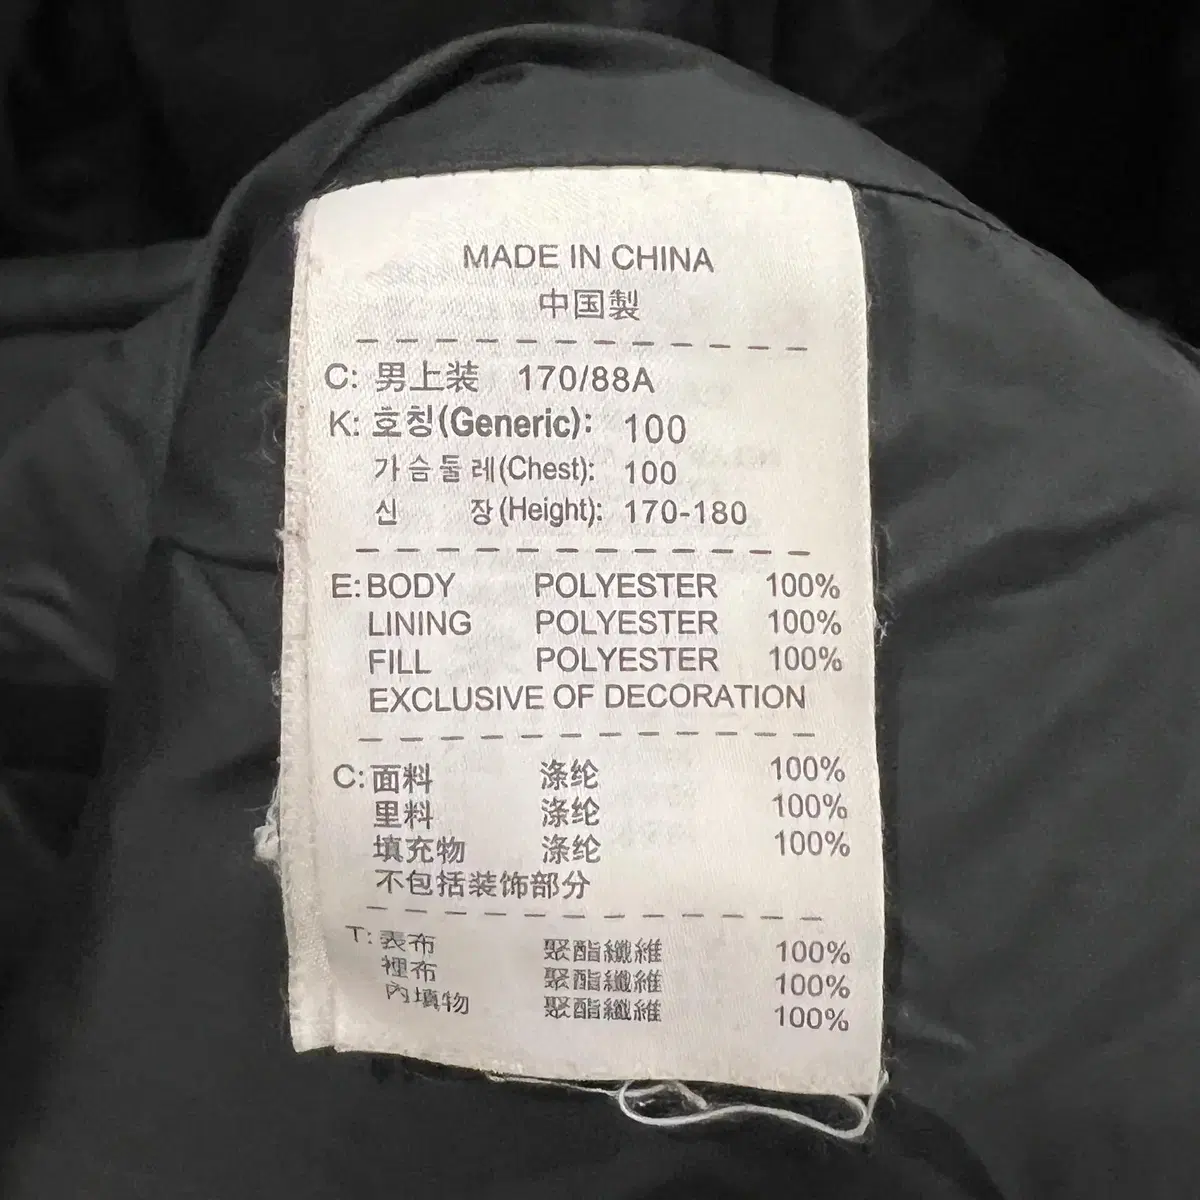 MADE IN CHINA
中国製
C: 男上装 170/88A
K: 호칭(Generic): 100
가슴둘레(Chest): 100
신 장(Height): 170-180
E: BODY POLYESTER 100%
LINING POLYESTER 100%
FILL POLYESTER 100%
EXCLUSIVE OF DECORATION
C: 面料 涤纶 100%
里料 涤纶 100%
填充物 涤纶 100%
不包括装饰部分
T: 表布 聚酯纖維 100%
裡布 聚酯纖維 100%
內填物 聚酯纖維 100%